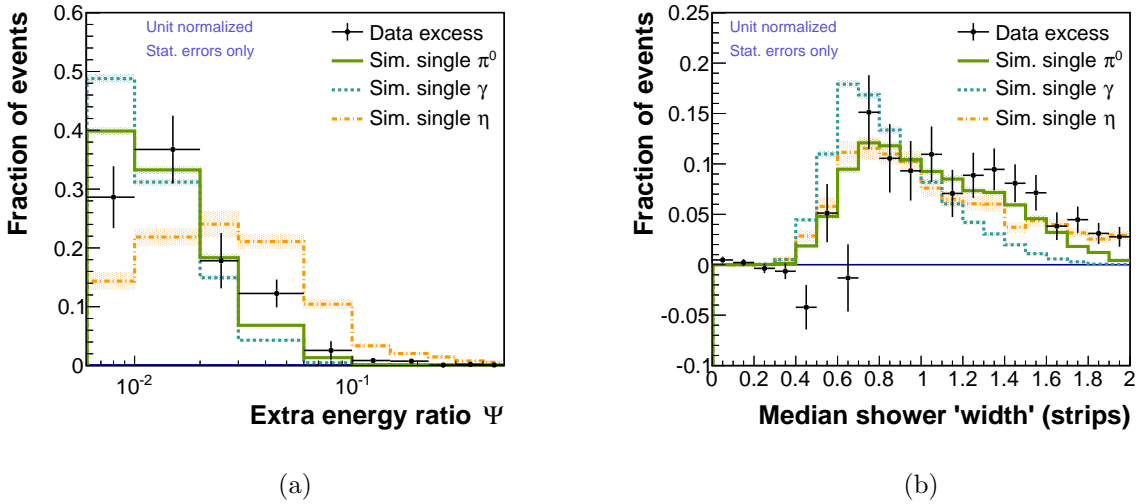 Fraction of events
0.6
0.5
0.4
0.3
0.2
0.1
0
10⁻²
10⁻¹
Extra energy ratio Ψ
Unit normalized
Stat. errors only
Data excess
Sim. single π⁰
Sim. single γ
Sim. single η
(a)
Fraction of events
0.25
0.2
0.15
0.1
0.05
0
-0.05
-0.1
0 0.2 0.4 0.6 0.8 1 1.2 1.4 1.6 1.8 2
Median shower 'width' (strips)
Unit normalized
Stat. errors only
Data excess
Sim. single π⁰
Sim. single γ
Sim. single η
(b)